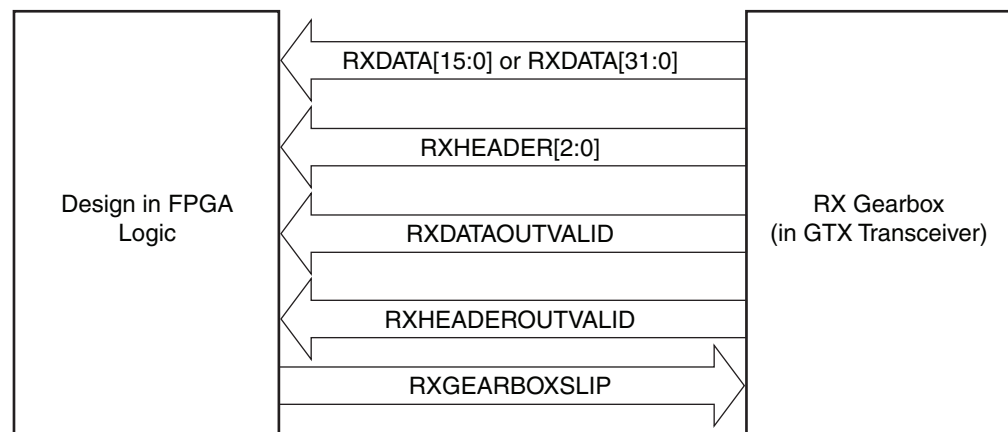 RXDATA[15:0] or RXDATA[31:0]
RXHEADER[2:0]
Design in FPGA
Logic
RX Gearbox
(in GTX Transceiver)
RXDATAOUTVALID
RXHEADEROUTVALID
RXGEARBOXSLIP